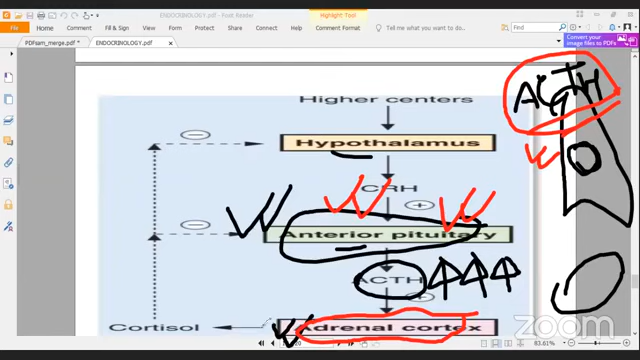 ENDOCRINOLOGY.pdf - Foxit Reader
Highlight Tool
File
Home
Comment
Fill & Sign
View
Form
Protect
Share
Help
Comment Format
Tell me what you want to do...
Find
PDFsam_merge.pdf *
ENDOCRINOLOGY.pdf
Convert your image files to PDFs
Higher centers
ACTH
Hypothalamus
CRH
Anterior pituitary
ACTH
Cortisol
Adrenal cortex
83.61%
zoom